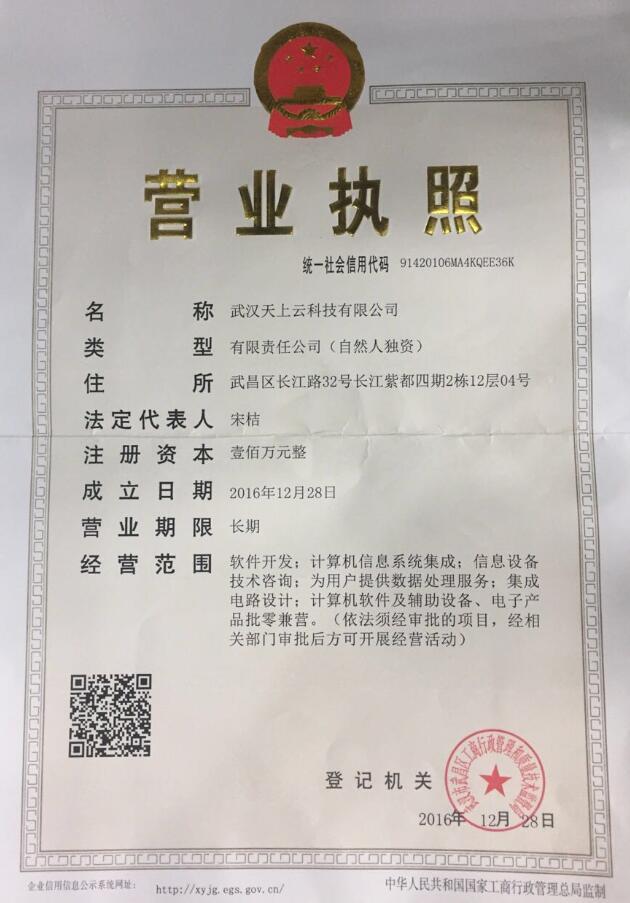 营业执照
统一社会信用代码 91420106MA4KQEE36K
名称 武汉天上云科技有限公司
类型 有限责任公司（自然人独资）
住所 武昌区长江路32号长江紫都四期2栋12层04号
法定代表人 宋桔
注册资本 壹佰万元整
成立日期 2016年12月28日
营业期限 长期
经营范围 软件开发；计算机信息系统集成；信息设备
技术咨询；为用户提供数据处理服务；集成
电路设计；计算机软件及辅助设备、电子产
品批零兼营。（依法须经审批的项目，经相
关部门审批后方可开展经营活动）
登记机关
2016年 12月 28日
企业信用信息公示系统网址： http://xyjg.egs.gov.cn/
中华人民共和国国家工商行政管理总局监制